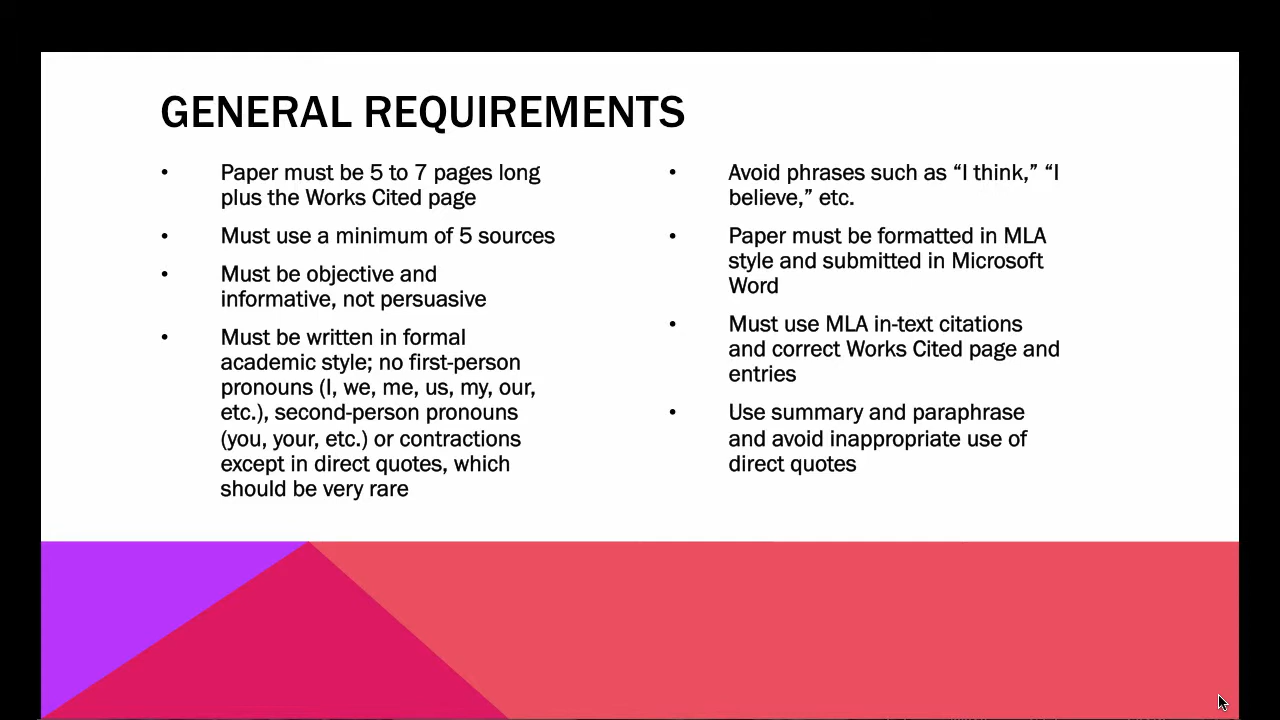 GENERAL REQUIREMENTS
• Paper must be 5 to 7 pages long
plus the Works Cited page
• Must use a minimum of 5 sources
• Must be objective and
informative, not persuasive
• Must be written in formal
academic style; no first-person
pronouns (I, we, me, us, my, our,
etc.), second-person pronouns
(you, your, etc.) or contractions
except in direct quotes, which
should be very rare
• Avoid phrases such as “I think,” “I
believe,” etc.
• Paper must be formatted in MLA
style and submitted in Microsoft
Word
• Must use MLA in-text citations
and correct Works Cited page and
entries
• Use summary and paraphrase
and avoid inappropriate use of
direct quotes